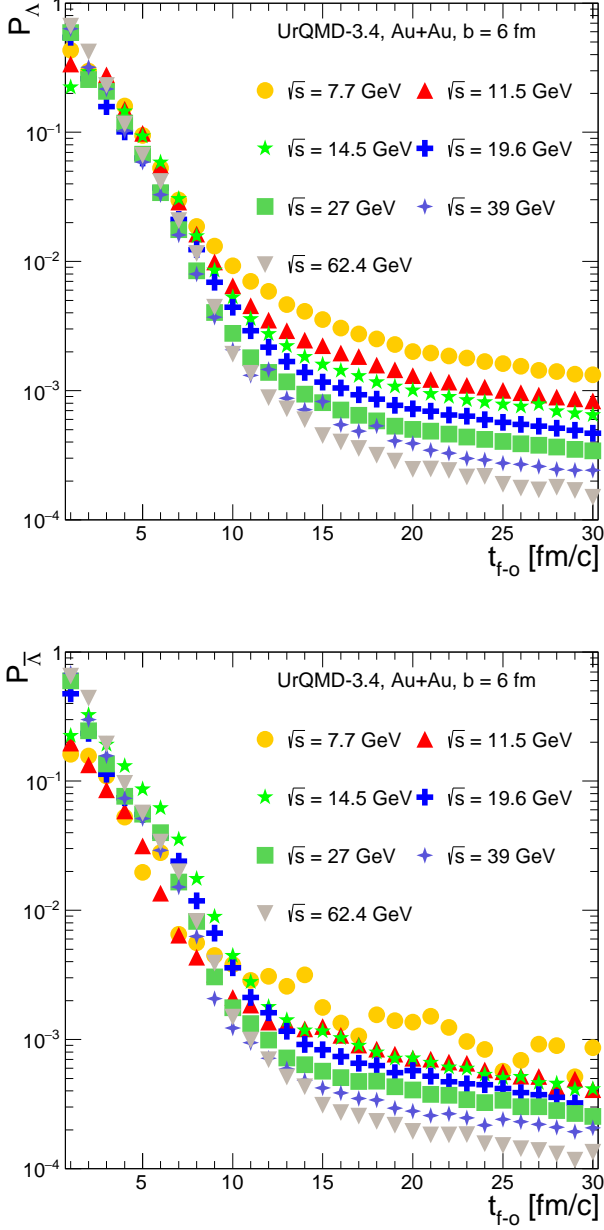 P_Λ
UrQMD-3.4, Au+Au, b = 6 fm
√s = 7.7 GeV √s = 11.5 GeV
√s = 14.5 GeV √s = 19.6 GeV
√s = 27 GeV √s = 39 GeV
√s = 62.4 GeV
1
10⁻¹
10⁻²
10⁻³
10⁻⁴
5 10 15 20 25 30
t_f-o [fm/c]
P_Λ̅
UrQMD-3.4, Au+Au, b = 6 fm
√s = 7.7 GeV √s = 11.5 GeV
√s = 14.5 GeV √s = 19.6 GeV
√s = 27 GeV √s = 39 GeV
√s = 62.4 GeV
1
10⁻¹
10⁻²
10⁻³
10⁻⁴
5 10 15 20 25 30
t_f-o [fm/c]